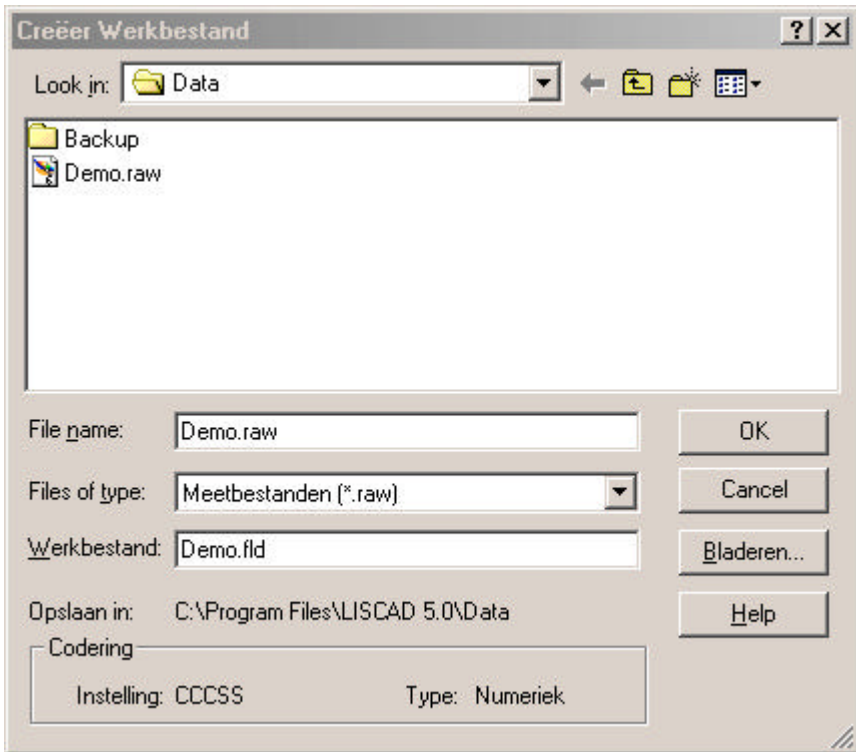 Creëer Werkbestand
Look in: Data
Backup
Demo.raw
File name: Demo.raw OK
Files of type: Meetbestanden (*.raw) Cancel
Werkbestand: Demo.fld Bladeren...
Opslaan in: C:\Program Files\LISCAD 5.0\Data Help
Codering
Instelling: CCCSS Type: Numeriek